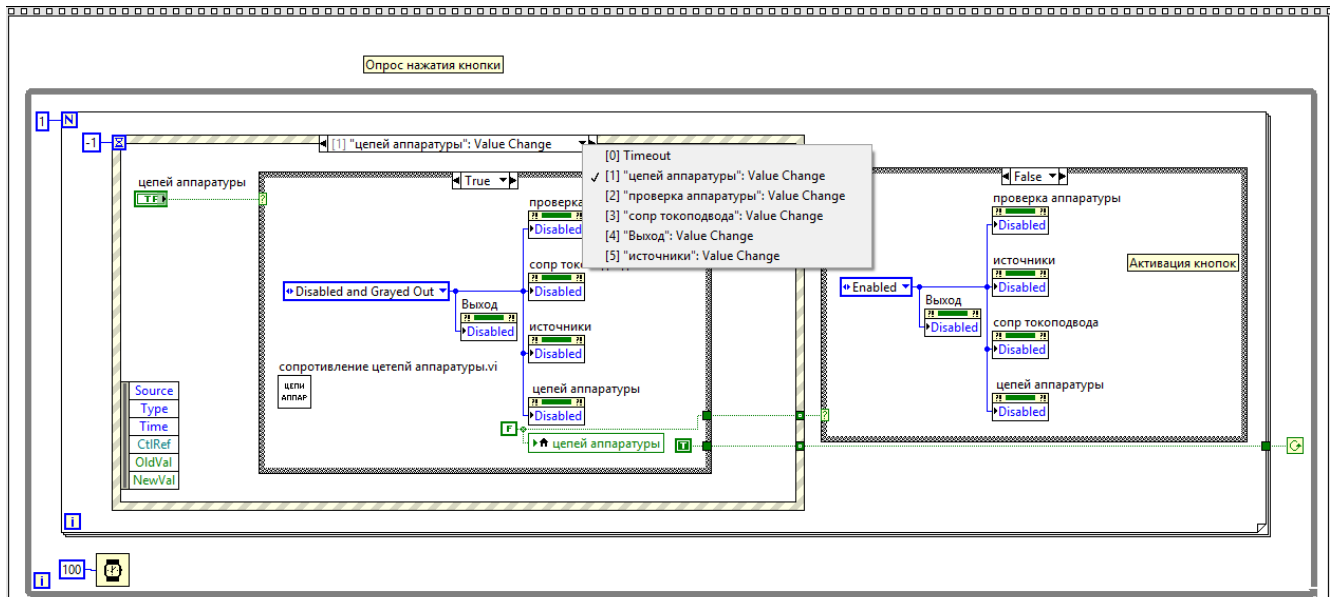 Опрос нажатия кнопки
1 N
-1
[1] "цепей аппаратуры": Value Change
[0] Timeout
[1] "цепей аппаратуры": Value Change
[2] "проверка аппаратуры": Value Change
[3] "сопр токоподвода": Value Change
[4] "Выход": Value Change
[5] "источники": Value Change
цепей аппаратуры
TF
?
True
проверка
Disabled
сопр ток
Disabled
Disabled and Grayed Out
Выход
Disabled
источники
Disabled
сопротивление цетепй аппаратуры.vi
ЦЕПИ
АППАР
цепей аппаратуры
Disabled
F
цепей аппаратуры
T
Source
Type
Time
CtlRef
OldVal
NewVal
False
проверка аппаратуры
Disabled
источники
Disabled
Активация кнопок
Enabled
Выход
Disabled
сопр токоподвода
Disabled
цепей аппаратуры
Disabled
?
i
100
i